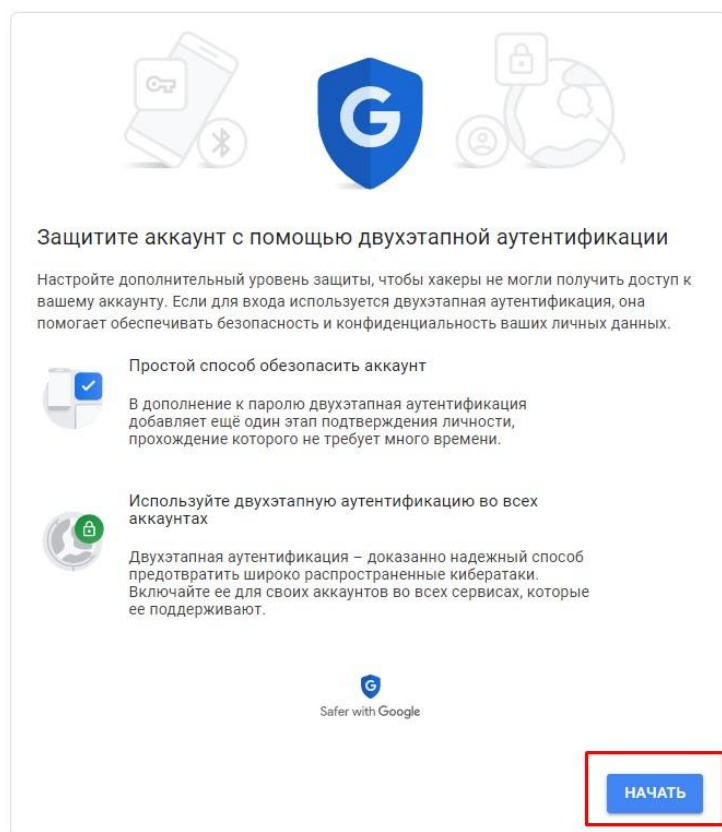 G
Защитите аккаунт с помощью двухэтапной аутентификации
Настройте дополнительный уровень защиты, чтобы хакеры не могли получить доступ к
вашему аккаунту. Если для входа используется двухэтапная аутентификация, она
помогает обеспечивать безопасность и конфиденциальность ваших личных данных.
Простой способ обезопасить аккаунт
В дополнение к паролю двухэтапная аутентификация
добавляет ещё один этап подтверждения личности,
прохождение которого не требует много времени.
Используйте двухэтапную аутентификацию во всех
аккаунтах
Двухэтапная аутентификация – доказанно надежный способ
предотвратить широко распространенные кибератаки.
Включайте ее для своих аккаунтов во всех сервисах, которые
ее поддерживают.
G
Safer with Google
НАЧАТЬ